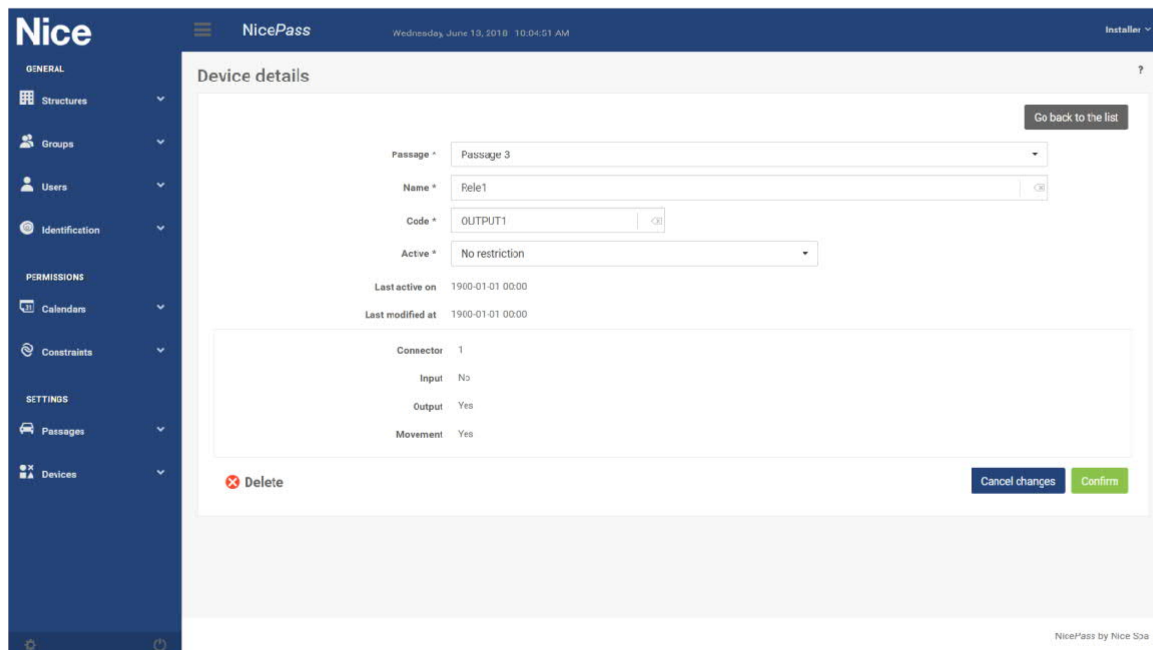 Nice
NicePass
Wednesday, June 13, 2018 10:04:51 AM
Installer
GENERAL
Structures
Groups
Users
Identification
PERMISSIONS
31
Calendars
Constraints
SETTINGS
Passages
Devices
Device details
?
Go back to the list
Passage * Passage 3
Name * Rele1
Code * OUTPUT1
Active * No restriction
Last active on 1900-01-01 00:00
Last modified at 1900-01-01 00:00
Connector 1
Input No
Output Yes
Movement Yes
Delete
Cancel changes
Confirm
NicePass by Nice Spa